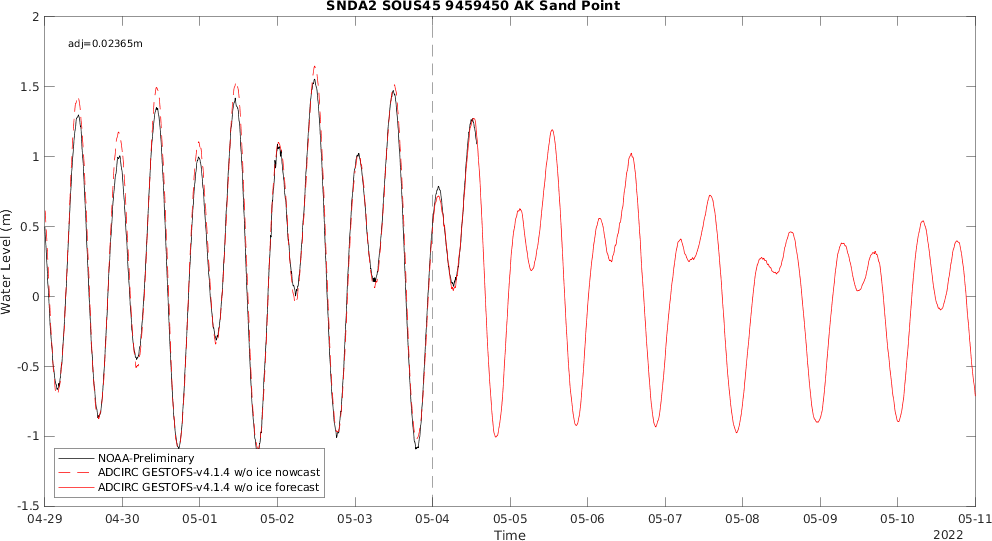 SNDA2 SOUS45 9459450 AK Sand Point
adj=0.02365m
Water Level (m)
2
1.5
1
0.5
0
-0.5
-1
-1.5
NOAA-Preliminary
ADCIRC GESTOFS-v4.1.4 w/o ice nowcast
ADCIRC GESTOFS-v4.1.4 w/o ice forecast
04-29 04-30 05-01 05-02 05-03 05-04 05-05 05-06 05-07 05-08 05-09 05-10 05-11
Time
2022